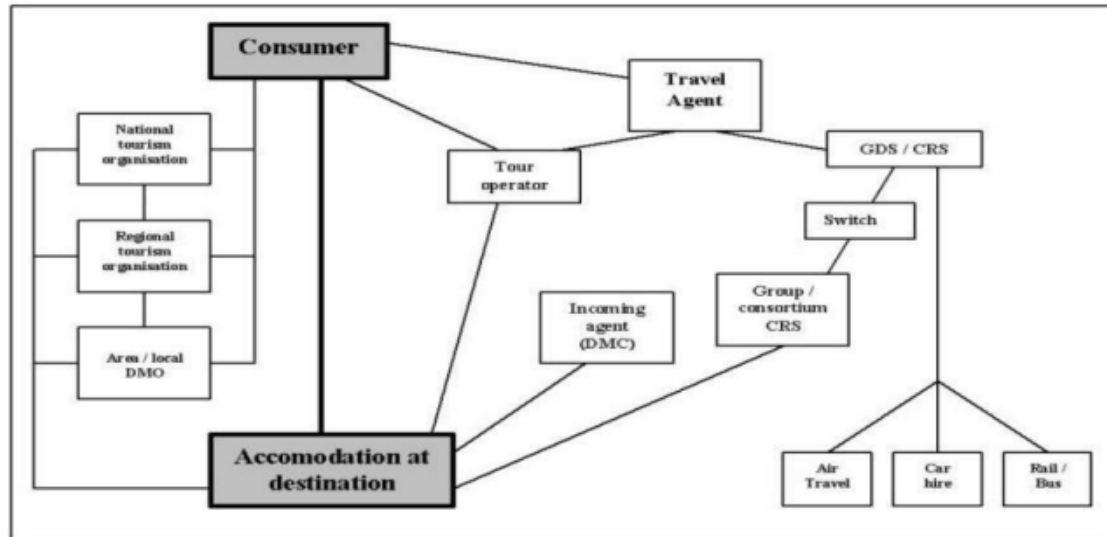 Consumer
Travel
Agent
National
tourism
organisation
GDS / CRS
Tour
operator
Switch
Regional
tourism
organisation
Group /
consortium
CRS
Incoming
agent
(DMC)
Area / local
DMO
Accomodation at
destination
Air
Travel
Car
hire
Rail /
Bus